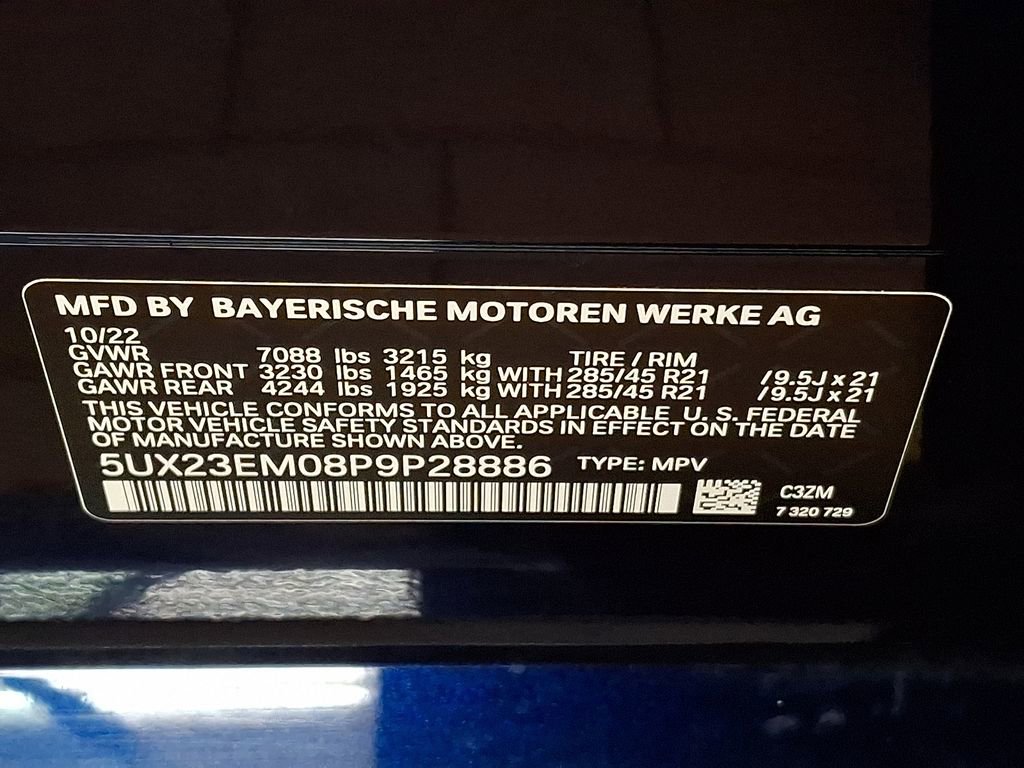 MFD BY BAYERISCHE MOTOREN WERKE AG
10/22
GVWR 7088 lbs 3215 kg TIRE / RIM
GAWR FRONT 3230 lbs 1465 kg WITH 285/45 R21 / 9.5J x 21
GAWR REAR 4244 lbs 1925 kg WITH 285/45 R21 / 9.5J x 21
THIS VEHICLE CONFORMS TO ALL APPLICABLE U. S. FEDERAL
MOTOR VEHICLE SAFETY STANDARDS IN EFFECT ON THE DATE
OF MANUFACTURE SHOWN ABOVE.
5UX23EM08P9P28886 TYPE: MPV
C3ZM
7 320 729